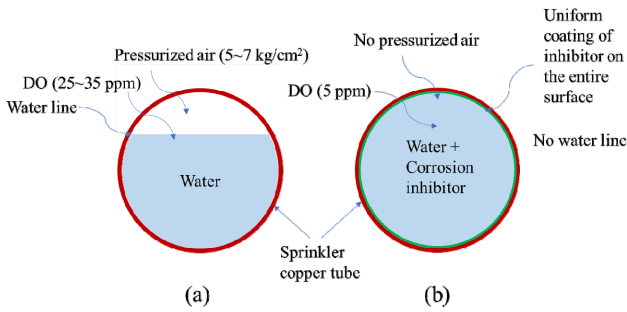 Pressurized air (5~7 kg/cm²)
DO (25~35 ppm)
Water line
Water
Sprinkler
copper tube
(a)
No pressurized air
DO (5 ppm)
Water +
Corrosion
inhibitor
Uniform
coating of
inhibitor on
the entire
surface
No water line
(b)